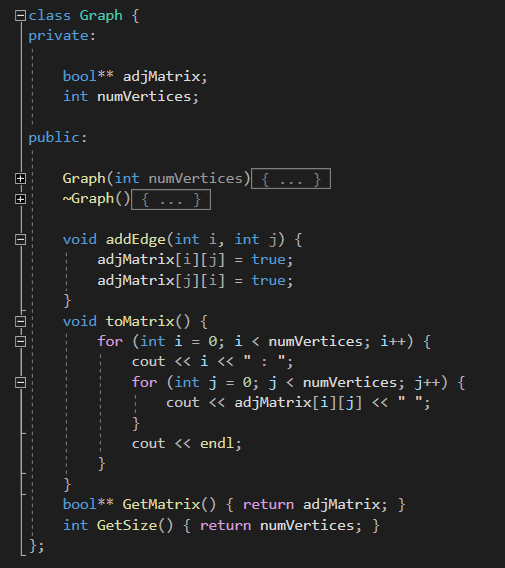 class Graph {
private:
bool** adjMatrix;
int numVertices;
public:
Graph(int numVertices) { ... }
~Graph() { ... }
void addEdge(int i, int j) {
adjMatrix[i][j] = true;
adjMatrix[j][i] = true;
}
void toMatrix() {
for (int i = 0; i < numVertices; i++) {
cout << i << " : ";
for (int j = 0; j < numVertices; j++) {
cout << adjMatrix[i][j] << " ";
}
cout << endl;
}
}
bool** GetMatrix() { return adjMatrix; }
int GetSize() { return numVertices; }
};